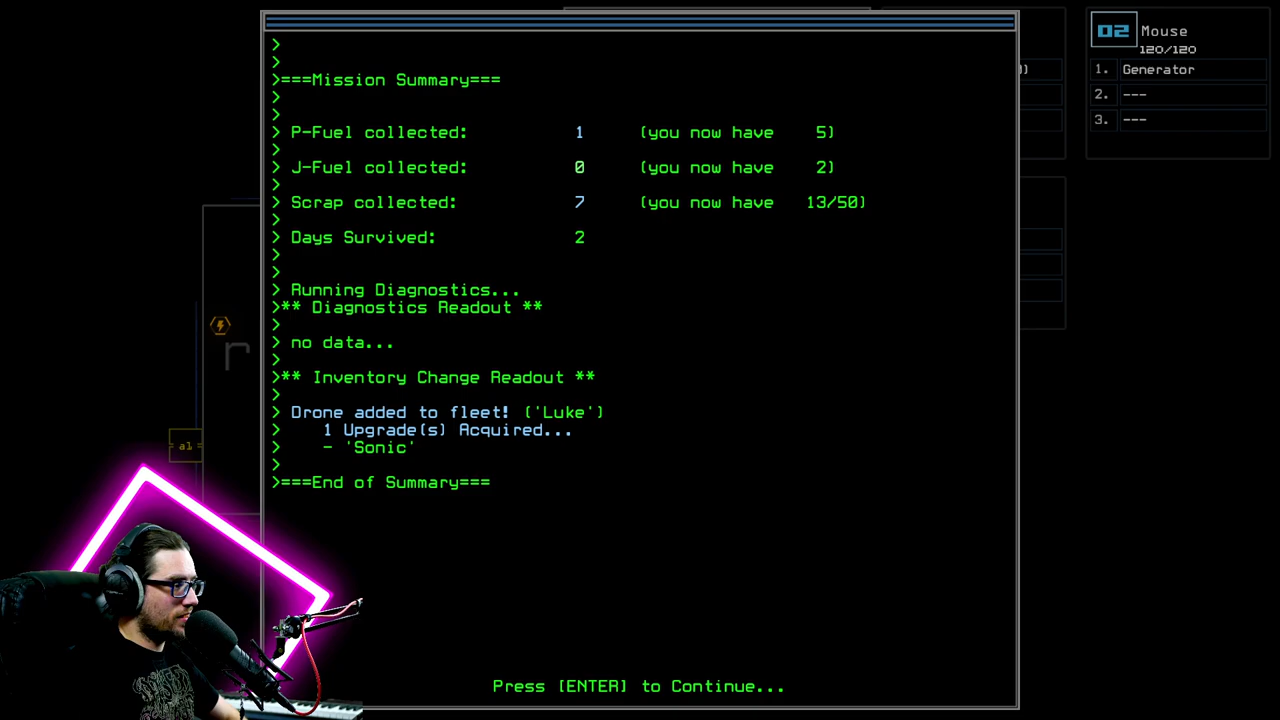 >
>
>===Mission Summary===
>
>
> P-Fuel collected: 1 (you now have 5)
>
> J-Fuel collected: 0 (you now have 2)
>
> Scrap collected: 7 (you now have 13/50)
>
> Days Survived: 2
>
>
> Running Diagnostics...
>** Diagnostics Readout **
>
> no data...
>
>** Inventory Change Readout **
>
> Drone added to fleet! ('Luke')
> 1 Upgrade(s) Acquired...
> - 'Sonic'
>
>===End of Summary===
Press [ENTER] to Continue...
02 Mouse
120/120
1. Generator
2. ---
3. ---
r
a1